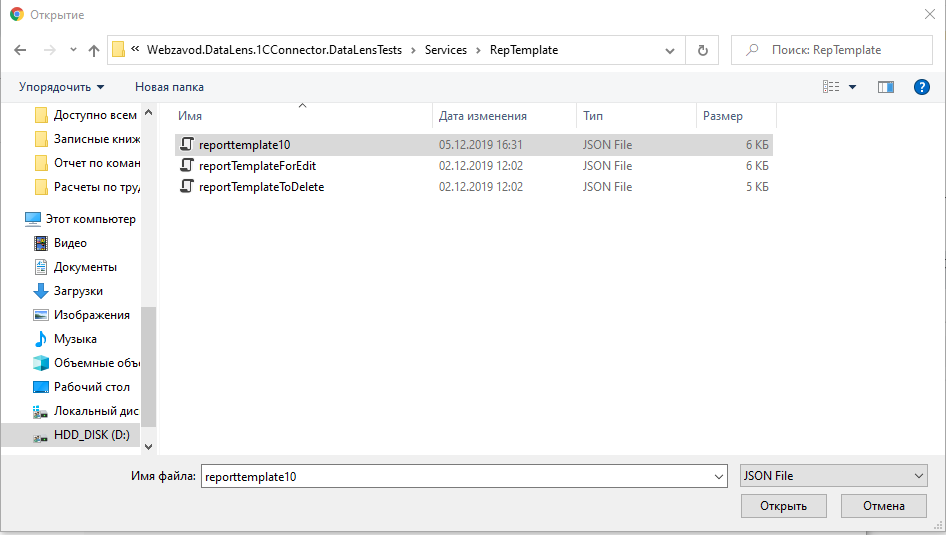 Открытие
« Webzavod.DataLens.1CConnector.DataLensTests › Services › RepTemplate
Поиск: RepTemplate
Упорядочить Новая папка
?
Имя Дата изменения Тип Размер
Доступно всем
Записные книж
Отчет по коман
Расчеты по труд
Этот компьютер
Видео
Документы
Загрузки
Изображения
Музыка
Объемные объ
Рабочий стол
Локальный дис
HDD_DISK (D:)
reporttemplate10 05.12.2019 16:31 JSON File 6 КБ
reportTemplateForEdit 02.12.2019 12:02 JSON File 6 КБ
reportTemplateToDelete 02.12.2019 12:02 JSON File 5 КБ
Имя файла: reporttemplate10 JSON File
Открыть Отмена